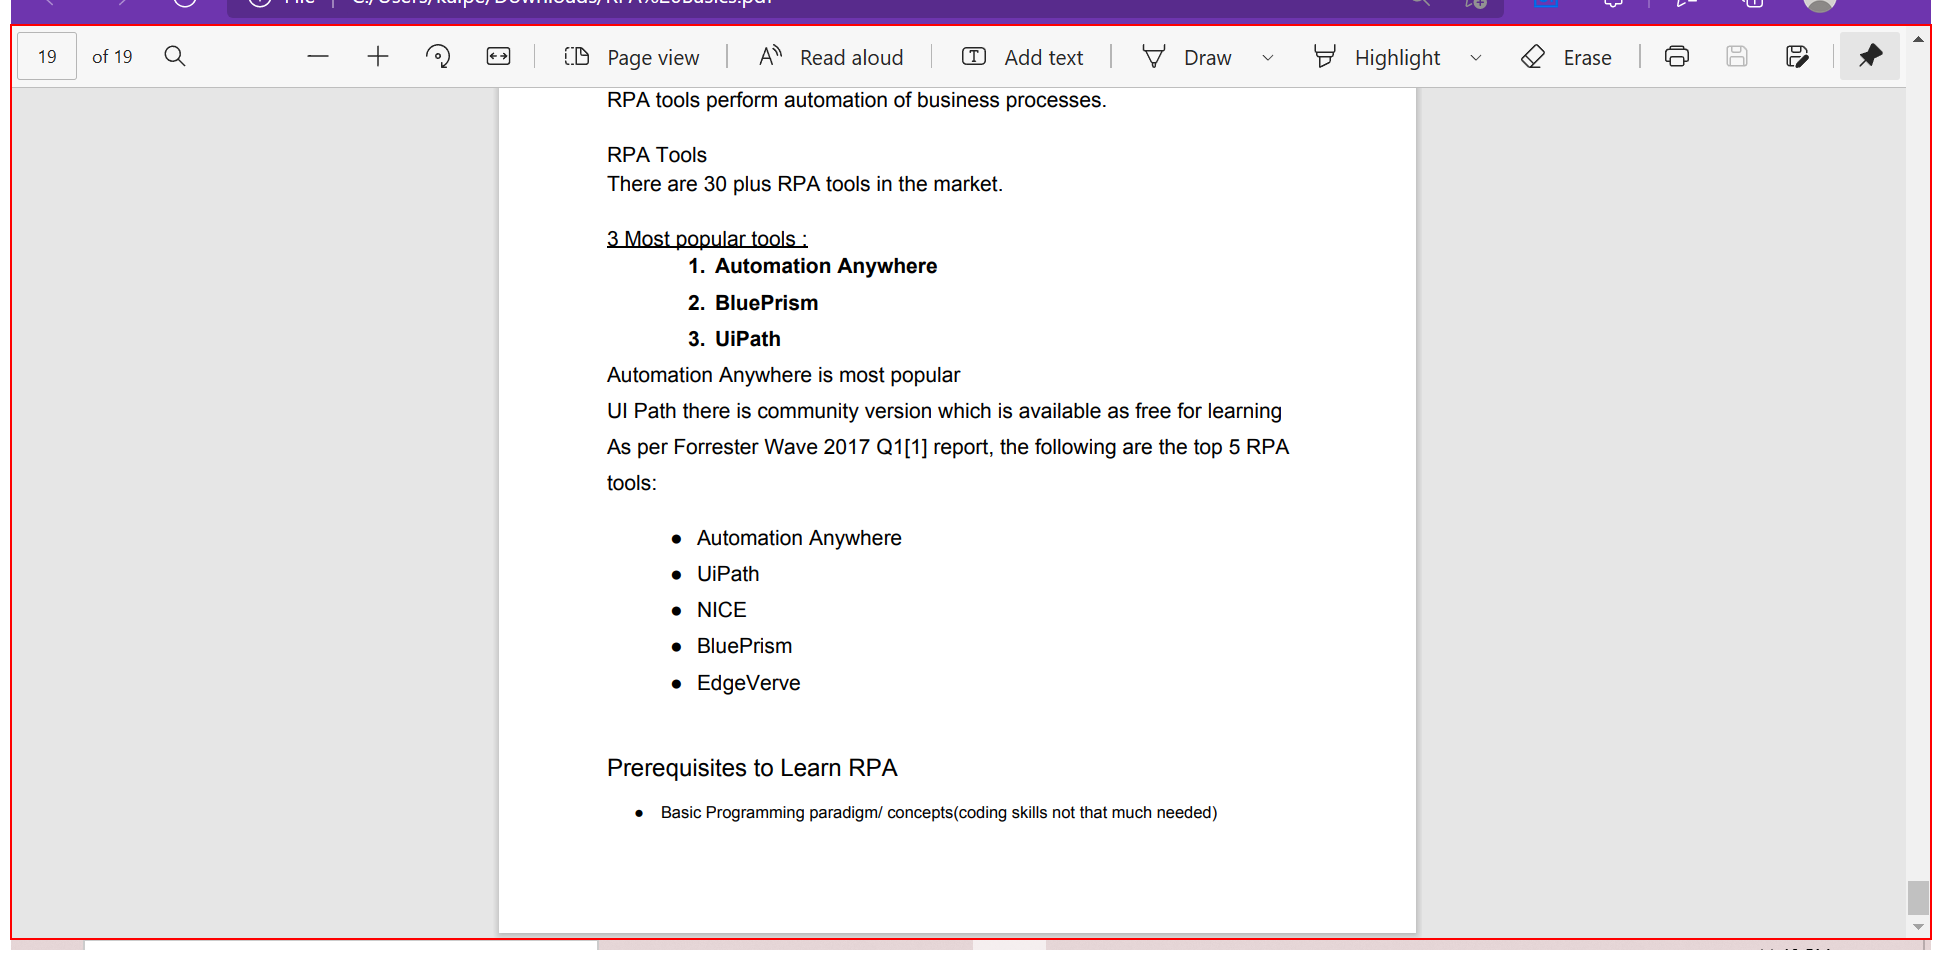 19 of 19 Page view Read aloud Add text Draw Highlight Erase
RPA tools perform automation of business processes.
RPA Tools
There are 30 plus RPA tools in the market.
3 Most popular tools :
1. Automation Anywhere
2. BluePrism
3. UiPath
Automation Anywhere is most popular
UI Path there is community version which is available as free for learning
As per Forrester Wave 2017 Q1[1] report, the following are the top 5 RPA
tools:
● Automation Anywhere
● UiPath
● NICE
● BluePrism
● EdgeVerve
Prerequisites to Learn RPA
● Basic Programming paradigm/ concepts(coding skills not that much needed)